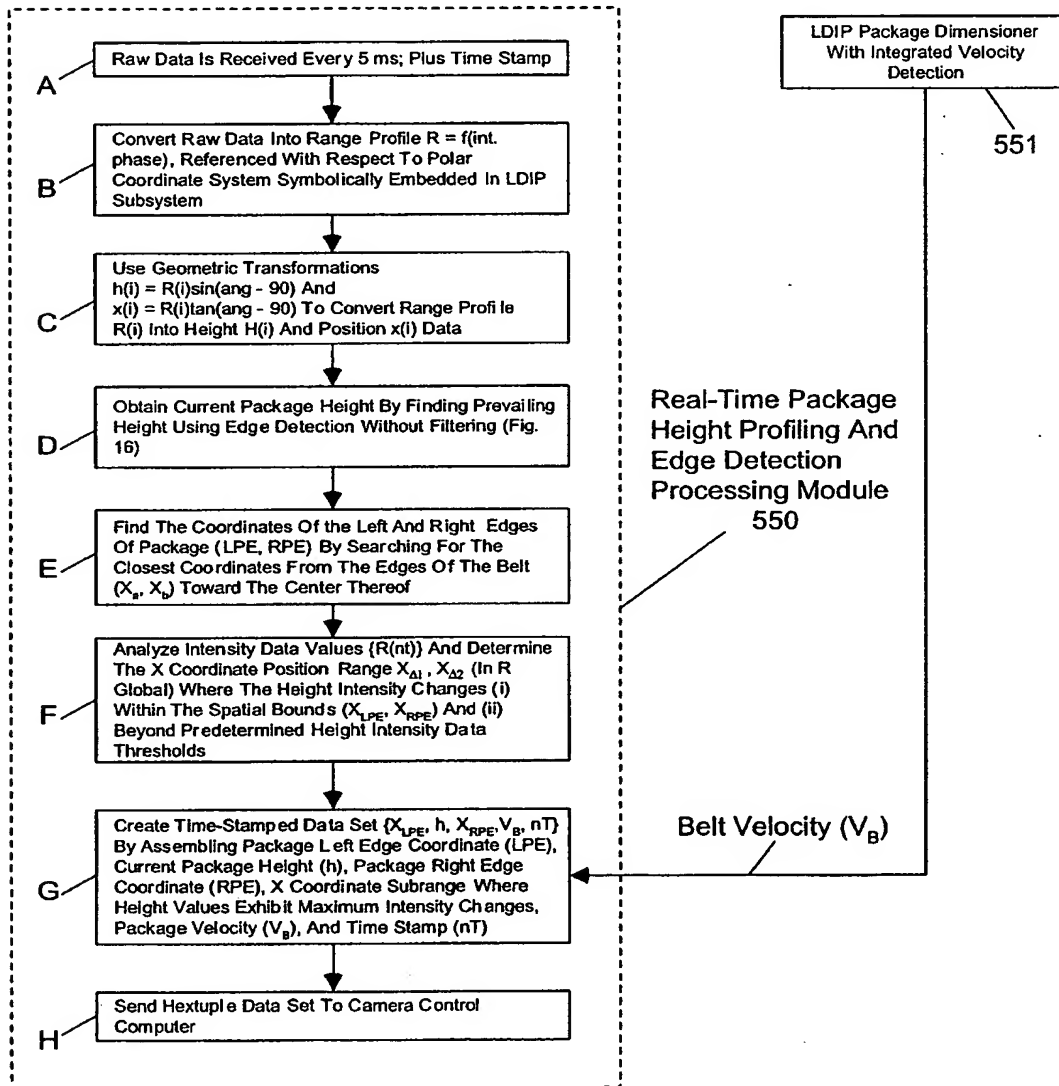 A
Raw Data Is Received Every 5 ms; Plus Time Stamp
B
Convert Raw Data Into Range Profile R = f(int.
phase), Referenced With Respect To Polar
Coordinate System Symbolically Embedded In LDIP
Subsystem
C
Use Geometric Transformations
h(i) = R(i)sin(ang - 90) And
x(i) = R(i)tan(ang - 90) To Convert Range Profile
R(i) Into Height H(i) And Position x(i) Data
D
Obtain Current Package Height By Finding Prevailing
Height Using Edge Detection Without Filtering (Fig.
16)
E
Find The Coordinates Of the Left And Right Edges
Of Package (LPE, RPE) By Searching For The
Closest Coordinates From The Edges Of The Belt
(Xa, Xb) Toward The Center Thereof
F
Analyze Intensity Data Values {R(nt)} And Determine
The X Coordinate Position Range XΔ1, XΔ2 (In R
Global) Where The Height Intensity Changes (i)
Within The Spatial Bounds (XLPE, XRPE) And (ii)
Beyond Predetermined Height Intensity Data
Thresholds
G
Create Time-Stamped Data Set {XLPE, h, XRPE, VB, nT}
By Assembling Package Left Edge Coordinate (LPE),
Current Package Height (h), Package Right Edge
Coordinate (RPE), X Coordinate Subrange Where
Height Values Exhibit Maximum Intensity Changes,
Package Velocity (VB), And Time Stamp (nT)
H
Send Hextuple Data Set To Camera Control
Computer
LDIP Package Dimensioner
With Integrated Velocity
Detection
551
Real-Time Package
Height Profiling And
Edge Detection
Processing Module
550
Belt Velocity (VB)